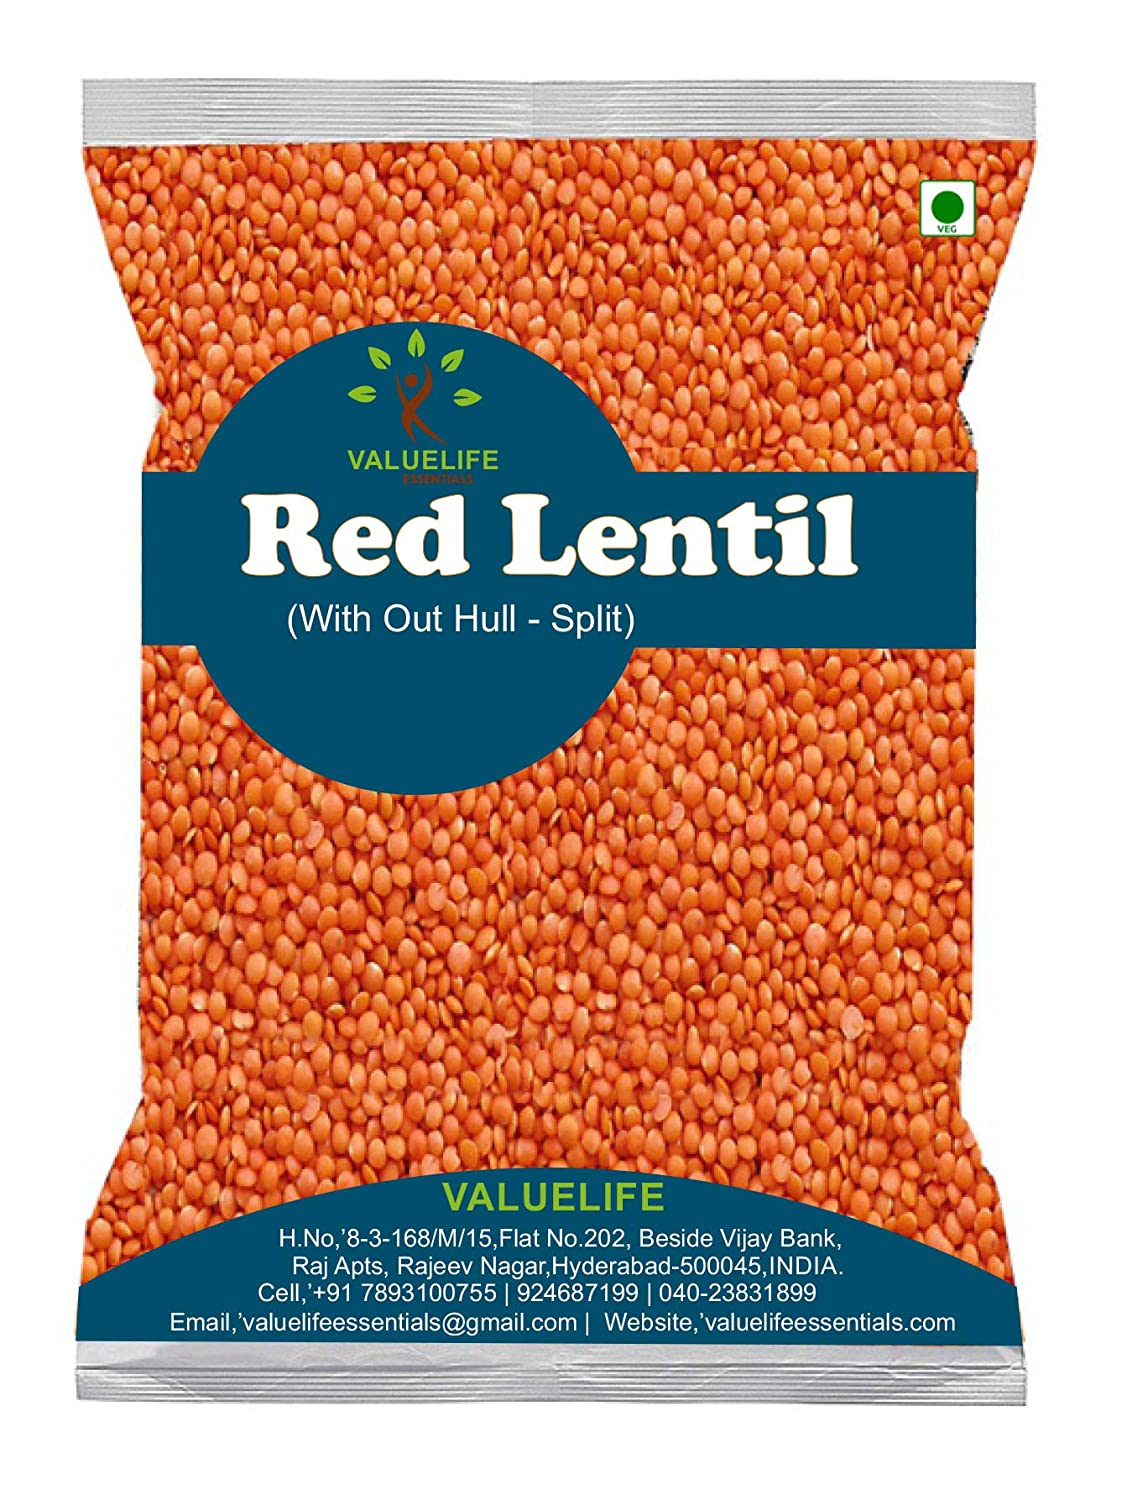 VEG
VALUELIFE
ESSENTIALS
Red Lentil
(With Out Hull - Split)
VALUELIFE
H.No,’8-3-168/M/15,Flat No.202, Beside Vijay Bank,
Raj Apts, Rajeev Nagar,Hyderabad-500045,INDIA.
Cell,’+91 7893100755 | 924687199 | 040-23831899
Email,’valuelifeessentials@gmail.com | Website,’valuelifeessentials.com